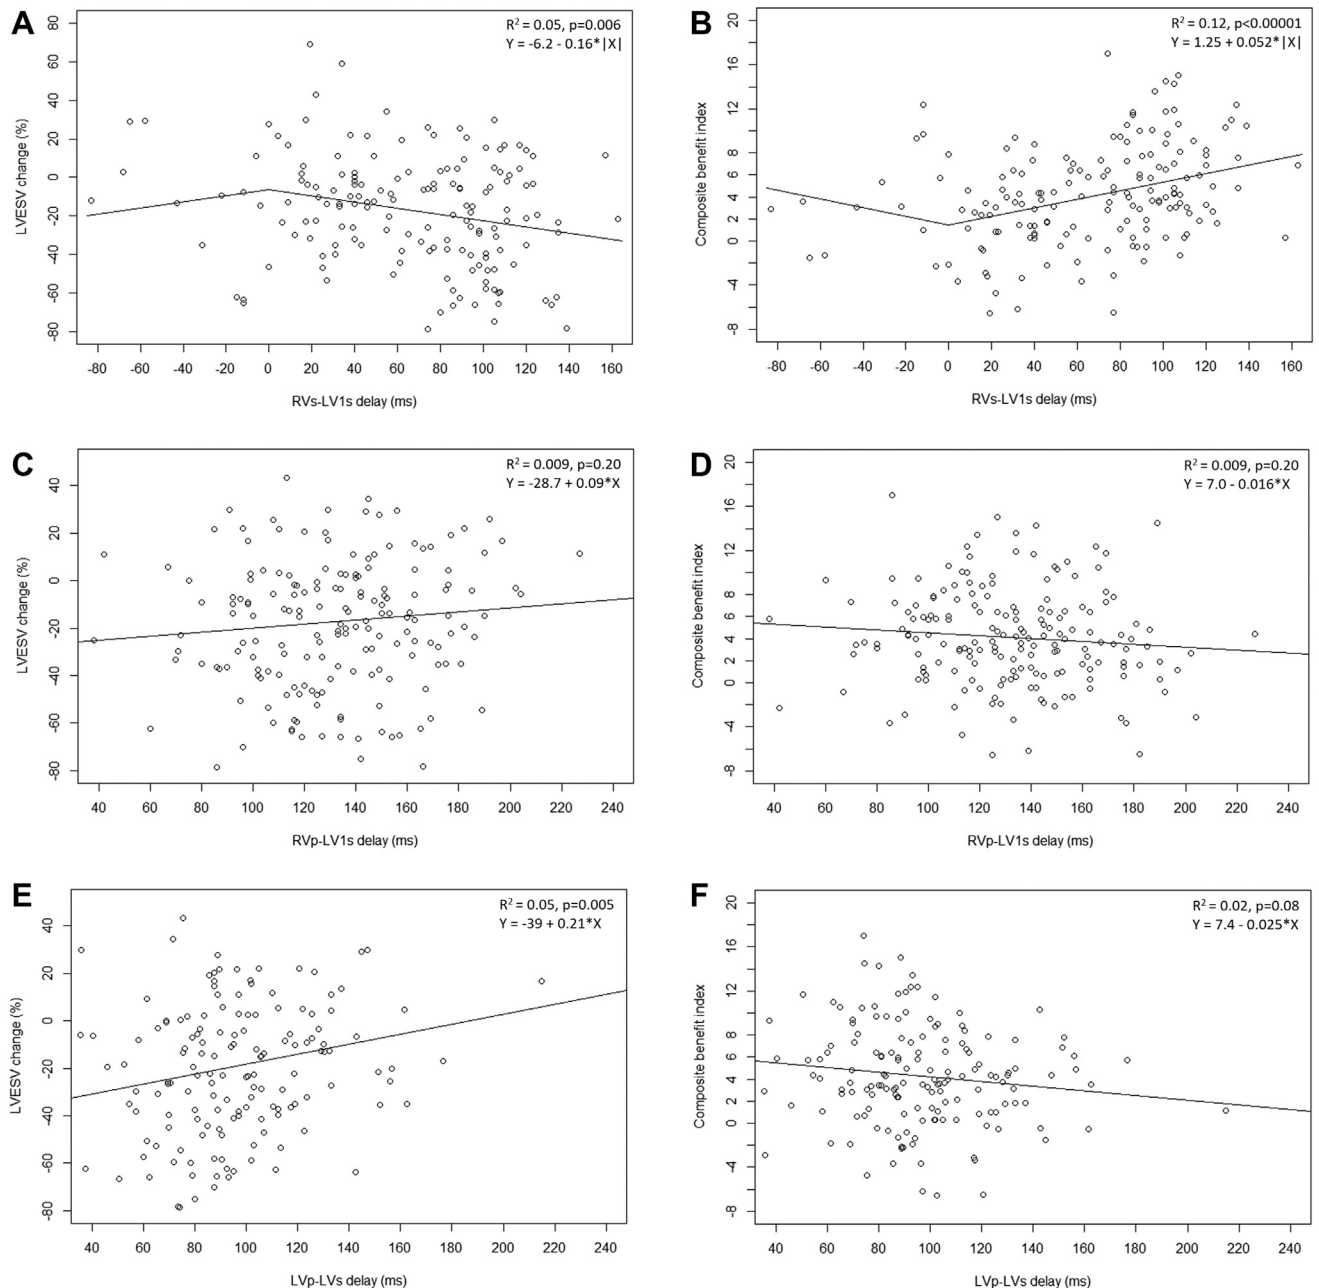 A
R² = 0.05, p=0.006
Y = -6.2 - 0.16*|X|
LVESV change (%)
80
60
40
20
0
-20
-40
-60
-80
-80 -60 -40 -20 0 20 40 60 80 100 120 140 160
RVs-LV1s delay (ms)
B
R² = 0.12, p<0.00001
Y = 1.25 + 0.052*|X|
Composite benefit index
20
16
12
8
6
4
2
0
-4
-8
-80 -60 -40 -20 0 20 40 60 80 100 120 140 160
RVs-LV1s delay (ms)
C
R² = 0.009, p=0.20
Y = -28.7 + 0.09*X
LVESV change (%)
40
20
0
-20
-40
-60
-80
40 60 80 100 120 140 160 180 200 220 240
RVp-LV1s delay (ms)
D
R² = 0.009, p=0.20
Y = 7.0 - 0.016*X
Composite benefit index
20
16
12
8
6
4
2
0
-4
-8
40 60 80 100 120 140 160 180 200 220 240
RVp-LV1s delay (ms)
E
R² = 0.05, p=0.005
Y = -39 + 0.21*X
LVESV change (%)
40
20
0
-20
-40
-60
-80
40 60 80 100 120 140 160 180 200 220 240
LVp-LVs delay (ms)
F
R² = 0.02, p=0.08
Y = 7.4 - 0.025*X
Composite benefit index
20
16
12
8
6
4
2
0
-4
-8
40 60 80 100 120 140 160 180 200 220 240
LVp-LVs delay (ms)